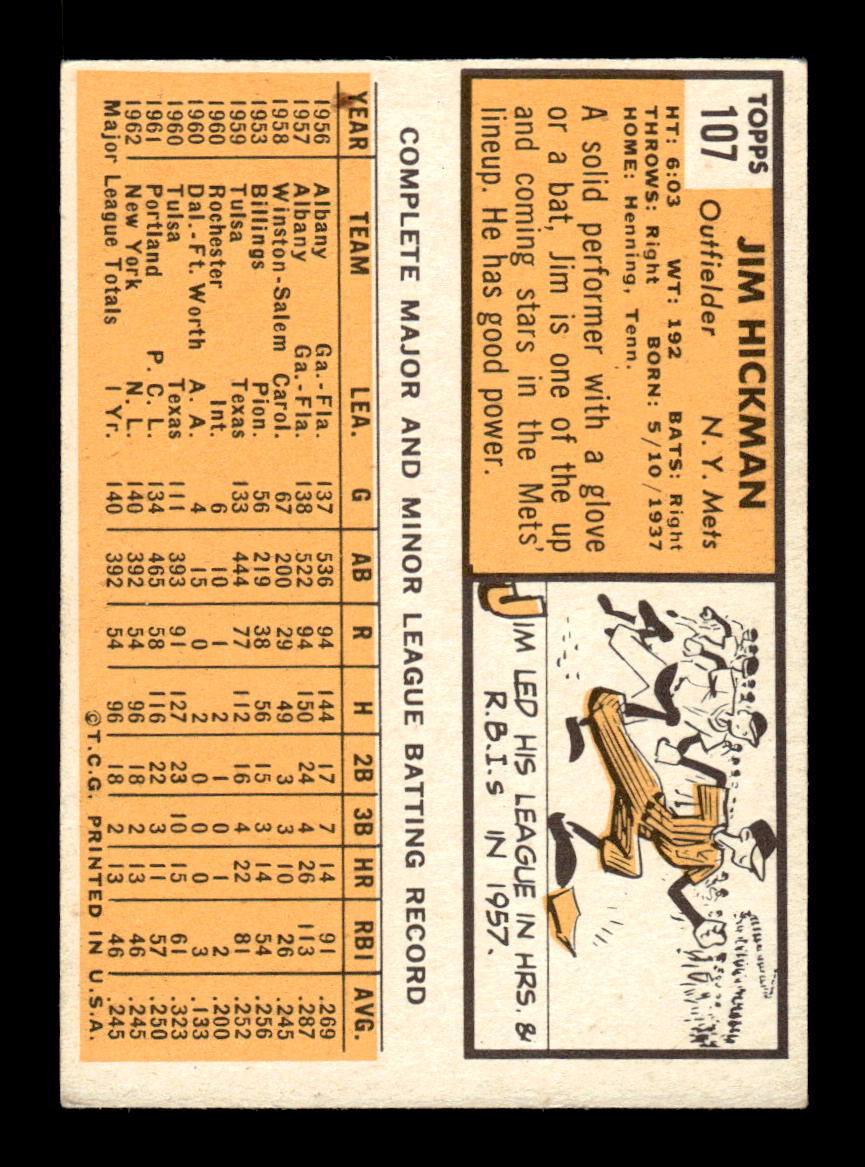 TOPPS
107
JIM HICKMAN
Outfielder N. Y. Mets
HT: 6:03 WT: 192 BATS: Right
THROWS: Right BORN: 5/10/1937
HOME: Henning, Tenn.
A solid performer with a glove
or a bat, Jim is one of the up
and coming stars in the Mets'
lineup. He has good power.
JIM LED HIS LEAGUE IN HRS. &
R.B.I.s IN 1957.
COMPLETE MAJOR AND MINOR LEAGUE BATTING RECORD
YEAR TEAM LEA. G AB R H 2B 3B HR RBI AVG.
1956 Albany Ga.-Fla. 137 536 94 144 17 7 14 91 .269
1957 Albany Ga.-Fla. 138 522 94 150 24 4 26 113 .287
1958 Winston-Salem Carol. 67 200 29 49 3 3 10 26 .245
1953 Billings Pion. 56 219 38 56 15 3 14 54 .256
1959 Tulsa Texas 133 444 77 112 16 4 22 81 .252
1960 Rochester Int. 6 10 1 2 1 0 1 2 .200
1960 Dal.-Ft. Worth A. A. 4 15 0 2 0 0 0 3 .133
1960 Tulsa Texas 111 393 91 127 23 10 15 61 .323
1961 Portland P. C. L. 134 465 58 116 22 3 11 57 .250
1962 New York N. L. 140 392 54 96 18 2 13 46 .245
Major League Totals 1 Yr. 140 392 54 96 18 2 13 46 .245
©T.C.G. PRINTED IN U.S.A.